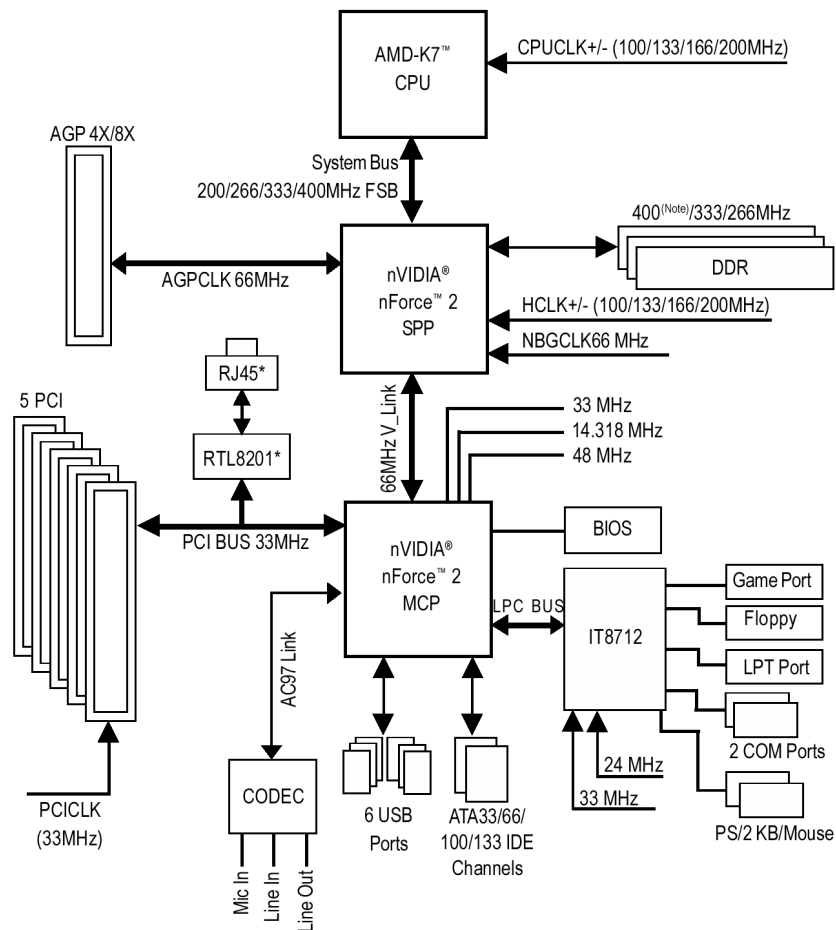 AMD-K7™
CPU
CPUCLK+/- (100/133/166/200MHz)
AGP 4X/8X
System Bus
200/266/333/400MHz FSB
400(Note)/333/266MHz
DDR
AGPCLK 66MHz
nVIDIA®
nForce™ 2
SPP
HCLK+/- (100/133/166/200MHz)
NBGCLK66 MHz
RJ45*
5 PCI
66MHz V_Link
33 MHz
14.318 MHz
48 MHz
RTL8201*
PCI BUS 33MHz
nVIDIA®
nForce™ 2
MCP
BIOS
LPC BUS
IT8712
Game Port
Floppy
LPT Port
2 COM Ports
PS/2 KB/Mouse
24 MHz
33 MHz
AC97 Link
CODEC
6 USB
Ports
ATA33/66/
100/133 IDE
Channels
PCICLK
(33MHz)
Mic In
Line In
Line Out